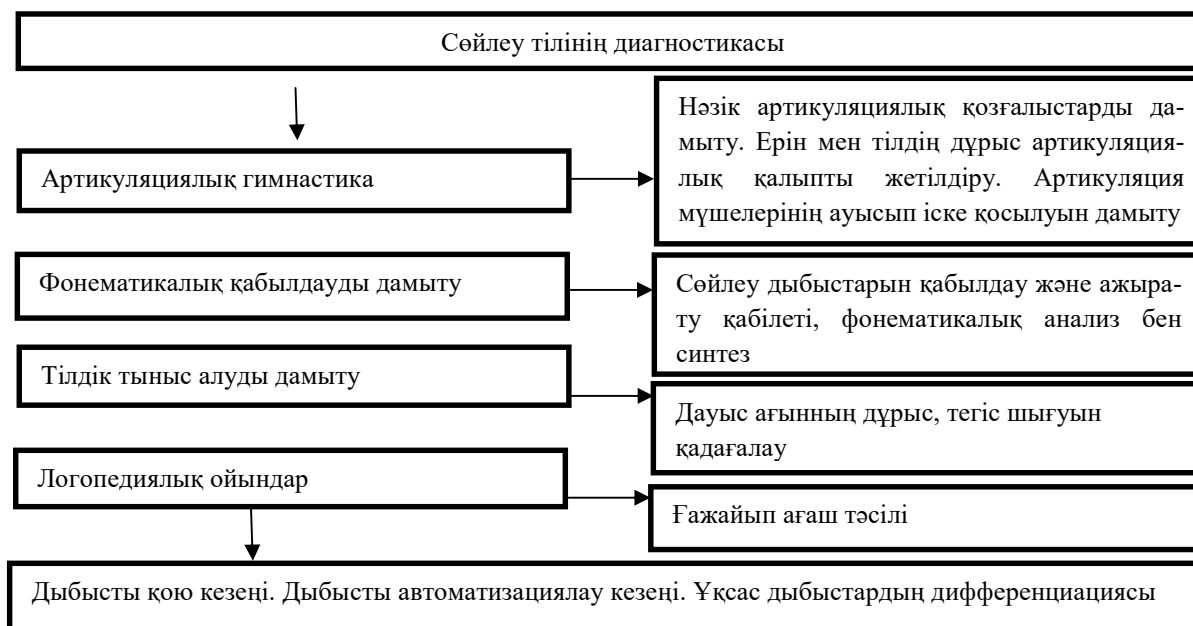 Сөйлеу тілінің диагностикасы
Артикуляциялық гимнастика
Нәзік артикуляциялық қозғалыстарды да-
мыту. Ерін мен тілдің дұрыс артикуляция-
лық қалыпты жетілдіру. Артикуляция
мүшелерінің ауысып іске қосылуын дамыту
Фонематикалық қабылдауды дамыту
Сөйлеу дыбыстарын қабылдау және ажыра-
ту қабілеті, фонематикалық анализ бен
синтез
Тілдік тыныс алуды дамыту
Дауыс ағынның дұрыс, тегіс шығуын
қадағалау
Логопедиялық ойындар
Ғажайып ағаш тәсілі
Дыбысты қою кезеңі. Дыбысты автоматизациялау кезеңі. Ұқсас дыбыстардың дифференциациясы